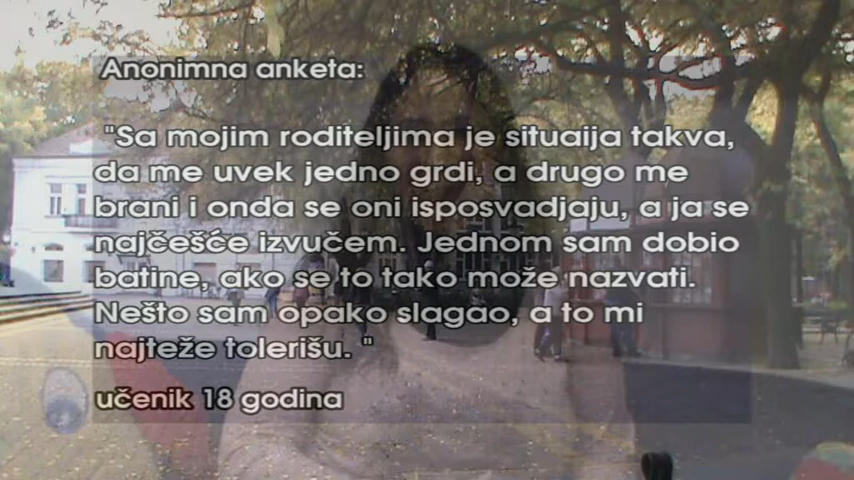 Anonimna anketa:
"Sa mojim roditeljima je situaija takva,
da me uvek jedno grdi, a drugo me
brani i onda se oni isposvadjaju, a ja se
najčešće izvučem. Jednom sam dobio
batine, ako se to tako može nazvati.
Nešto sam opako slagao, a to mi
najteže tolerišu. "
učenik 18 godina